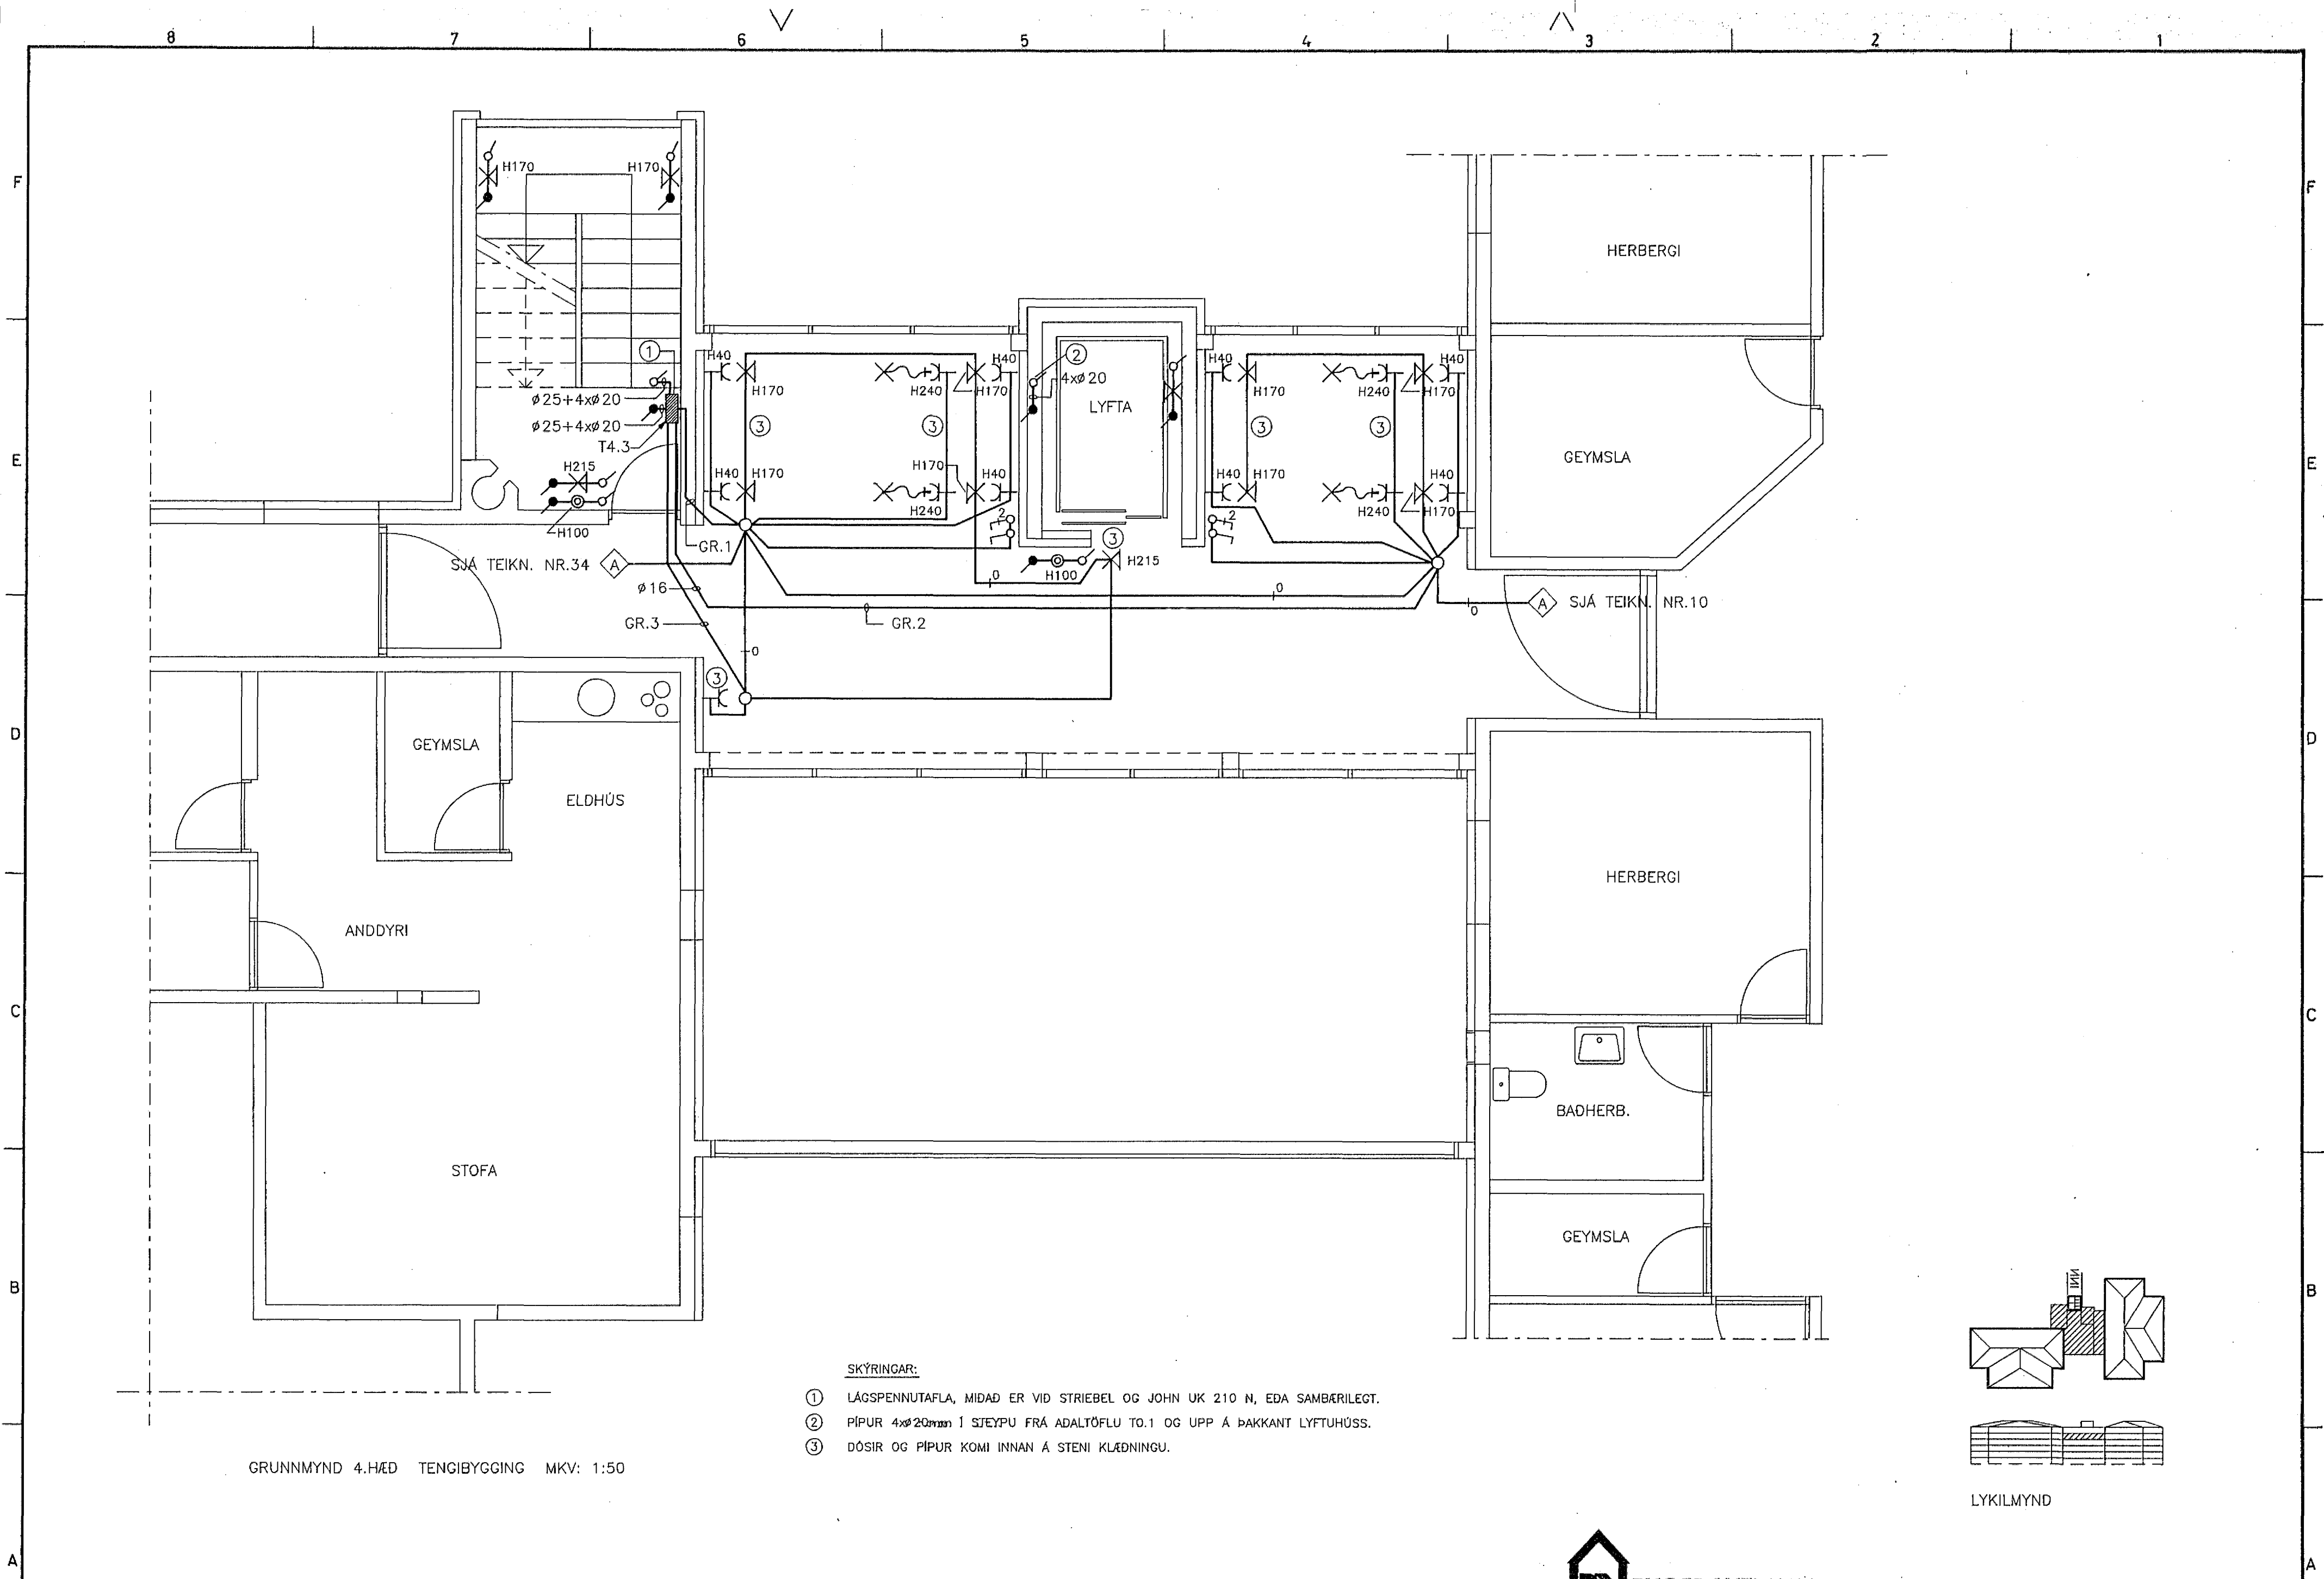 8 7 6 5 4 3 2 1
F F
H170 H170
HERBERGI
1 H40 H40 2 H40 H40
4xø20
H170 H240 H170 LYFTA H170 H240 H170
ø25+4xø20
3 3 3 3
ø25+4xø20
T4.3
E E
GEYMSLA
H215 H40 H170 H170 H40 H40 H170 H40
H240 H240 H170
2 2
H100 GR.1 3
SJÁ TEIKN. NR.34 A H100 H215
0 0
ø16
0 A SJÁ TEIKN. NR.10
GR.3 GR.2
0
3
D D
GEYMSLA
ELDHÚS
HERBERGI
ANDDYRI
C C
BAÐHERB.
STOFA
GEYMSLA
INN
B B
SKÝRINGAR:
1 LÁGSPENNUTAFLA, MIÐAÐ ER VIÐ STRIEBEL OG JOHN UK 210 N, EÐA SAMBÆRILEGT.
2 PÍPUR 4xø20mm Í STEYPU FRÁ AÐALTÖFLU T0.1 OG UPP Á ÞAKKANT LYFTUHÚSS.
3 DÓSIR OG PÍPUR KOMI INNAN Á STENI KLÆÐNINGU.
GRUNNMYND 4.HÆÐ TENGIBYGGING MKV: 1:50
LYKILMYND
A A